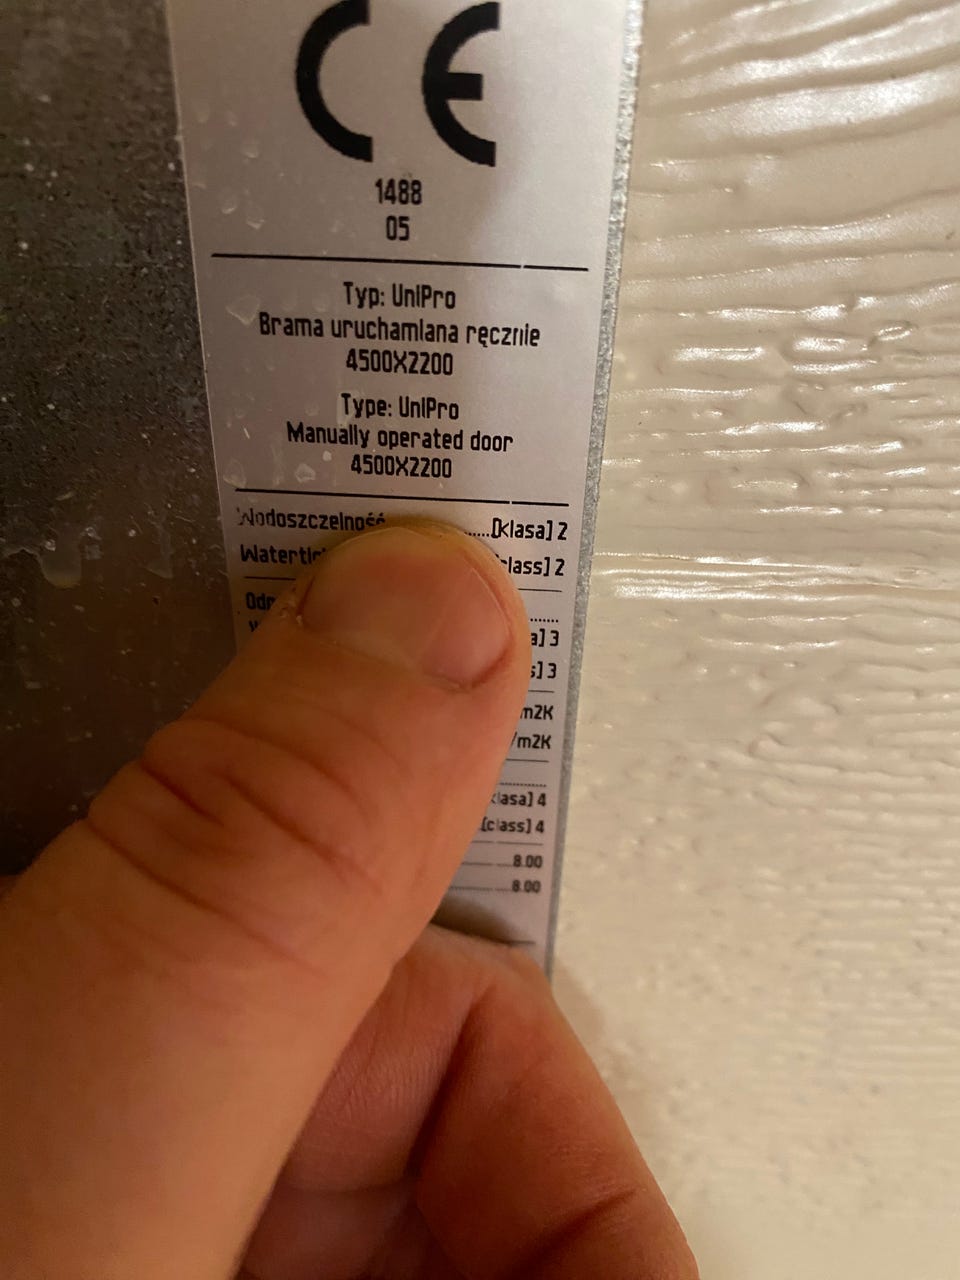 CE
1488
05
Typ: UniPro
Brama uruchamiana ręcznie
4500X2200
Type: UniPro
Manually operated door
4500X2200
Wodoszczelność......[klasa] 2
class] 2
3
3
m2K
/m2K
klasa] 4
[class] 4
8.00
8.00